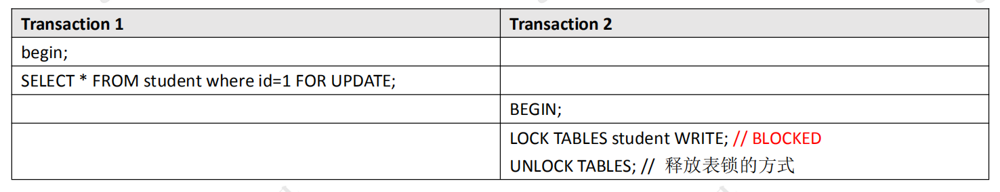 Transaction 1 Transaction 2
begin;
SELECT * FROM student where id=1 FOR UPDATE;
BEGIN;
LOCK TABLES student WRITE; // BLOCKED
UNLOCK TABLES; // 释放表锁的方式